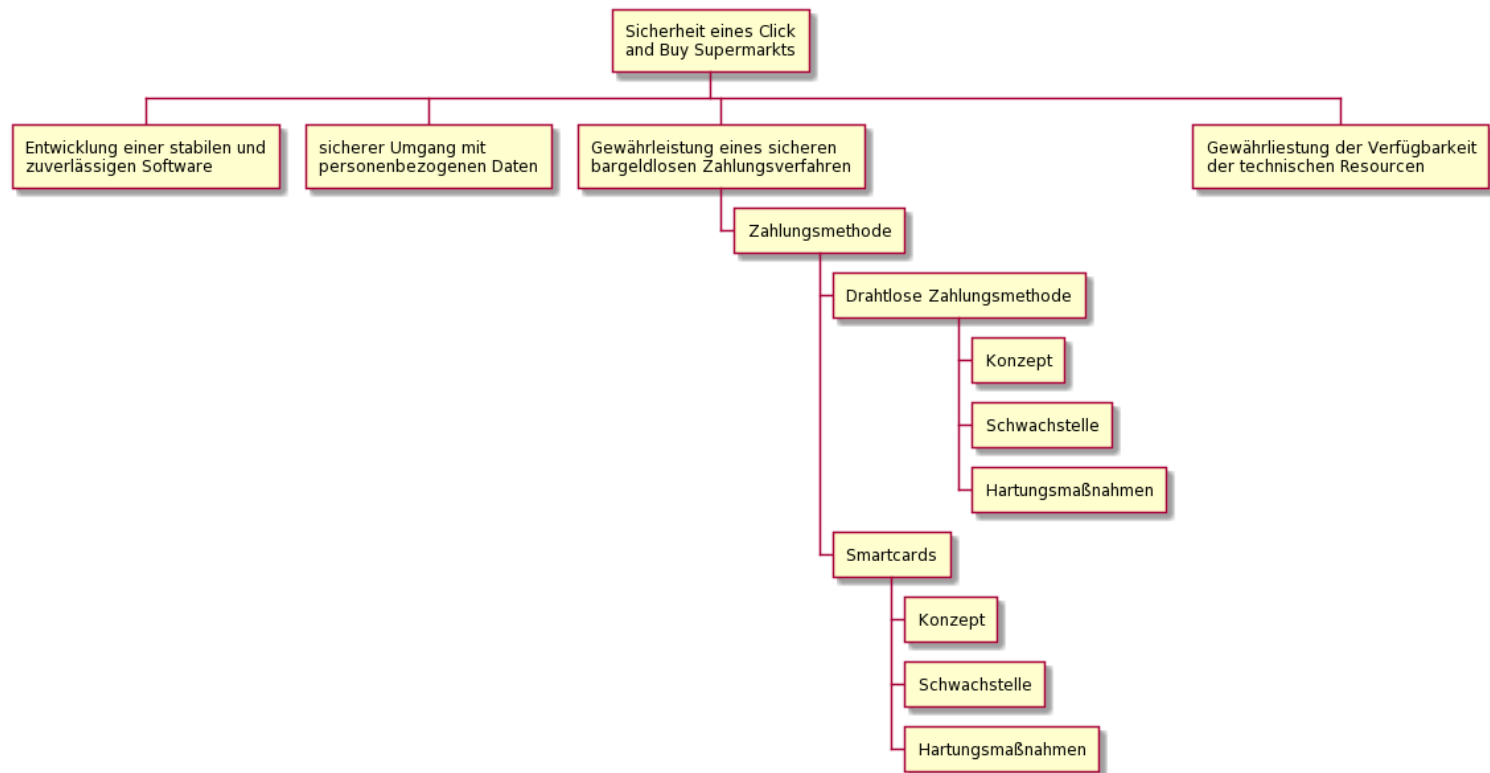 Sicherheit eines Click
and Buy Supermarkts
Entwicklung einer stabilen und
zuverlässigen Software
sicherer Umgang mit
personenbezogenen Daten
Gewährleistung eines sicheren
bargeldlosen Zahlungsverfahren
Gewährliestung der Verfügbarkeit
der technischen Resourcen
Zahlungsmethode
Drahtlose Zahlungsmethode
Konzept
Schwachstelle
Hartungsmaßnahmen
Smartcards
Konzept
Schwachstelle
Hartungsmaßnahmen